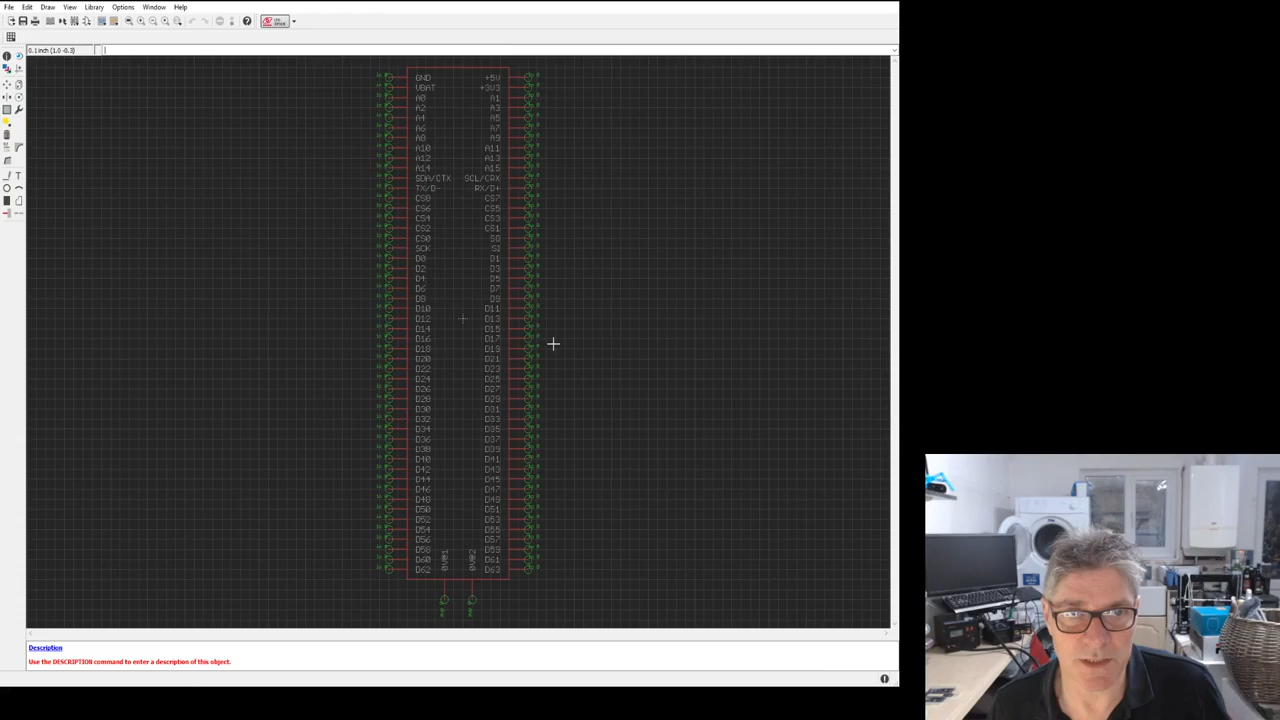 File Edit Draw View Library Options Window Help
0.1 inch (1.0 -0.3)
GND +5V
VBAT +3V3
A0 A1
A2 A3
A4 A5
A6 A7
A8 A9
A10 A11
A12 A13
A14 A15
SDA/CTX SCL/CRX
TX/D- RX/D+
CS8 CS7
CS6 CS5
CS4 CS3
CS2 CS1
CS0 SO
SCK SI
D0 D1
D2 D3
D4 D5
D6 D7
D8 D9
D10 D11
D12 D13
D14 D15
D16 D17
D18 D19
D20 D21
D22 D23
D24 D25
D26 D27
D28 D29
D30 D31
D32 D33
D34 D35
D36 D37
D38 D39
D40 D41
D42 D43
D44 D45
D46 D47
D48 D49
D50 D51
D52 D53
D54 D55
D56 D57
D58 D59
D60 D61
D62 D63
0V@1 0V@2
Description
Use the DESCRIPTION command to enter a description of this object.